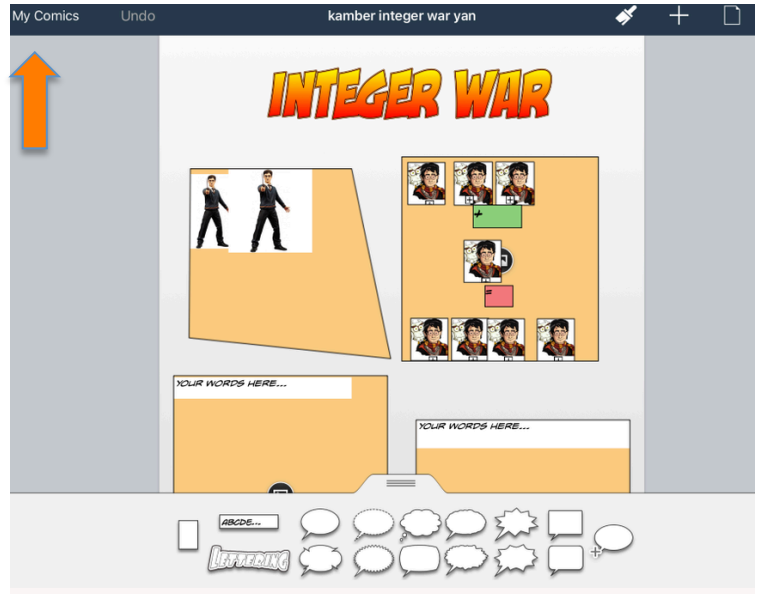 My Comics Undo kamber integer war yan
INTEGER WAR
+
=
YOUR WORDS HERE...
YOUR WORDS HERE...
ABCDE...
LETTERING